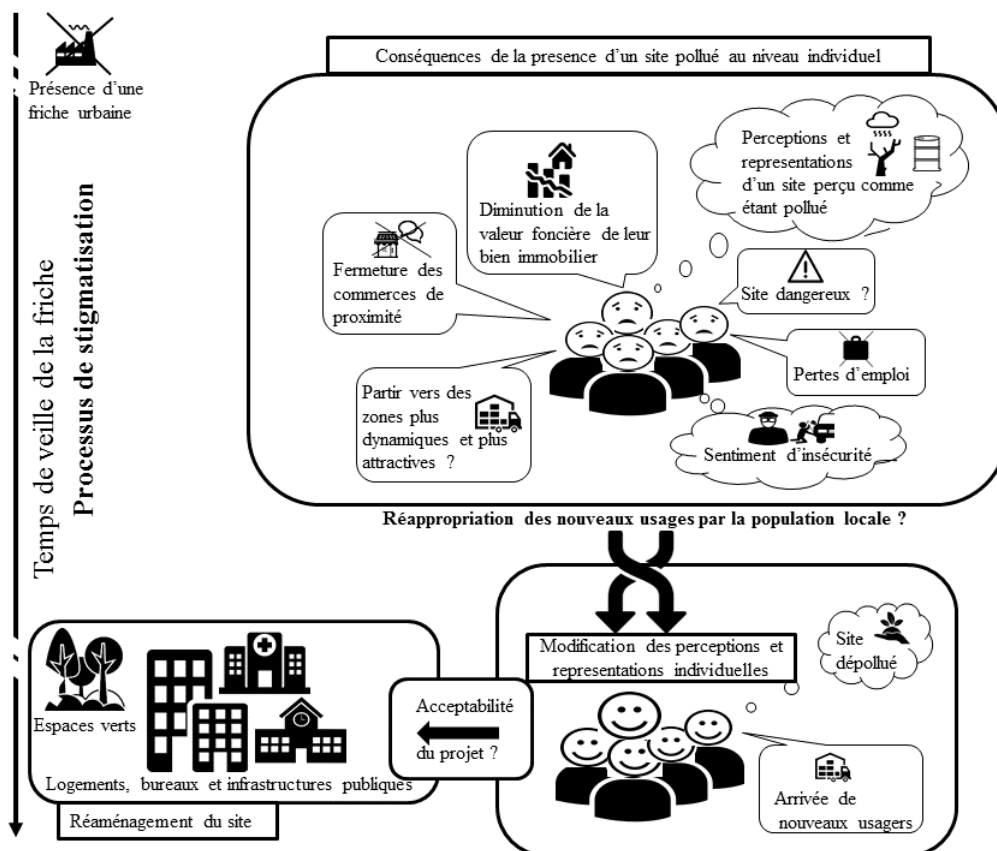 Présence d'une
friche urbaine
Temps de veille de la friche
Processus de stigmatisation
Conséquences de la presence d'un site pollué au niveau individuel
Perceptions et
representations
d'un site perçu comme
étant pollué
Diminution de la
valeur foncière de leur
bien immobilier
Fermeture des
commerces de
proximité
Site dangereux ?
Pertes d'emploi
Partir vers des
zones plus
dynamiques et plus
attractives ?
Sentiment d'insécurité
Réappropriation des nouveaux usages par la population locale ?
Modification des perceptions et
representations individuelles
Site
dépollué
Arrivée de
nouveaux usagers
Acceptabilité
du projet ?
Espaces verts
Logements, bureaux et infrastructures publiques
Réaménagement du site